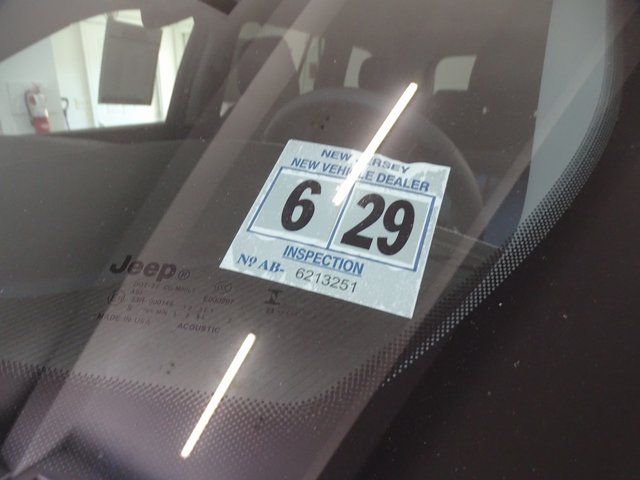 NEW JERSEY
NEW VEHICLE DEALER
6 29
INSPECTION
Nº AB- 6213251
Jeep®
ACOUSTIC
MADE IN USA